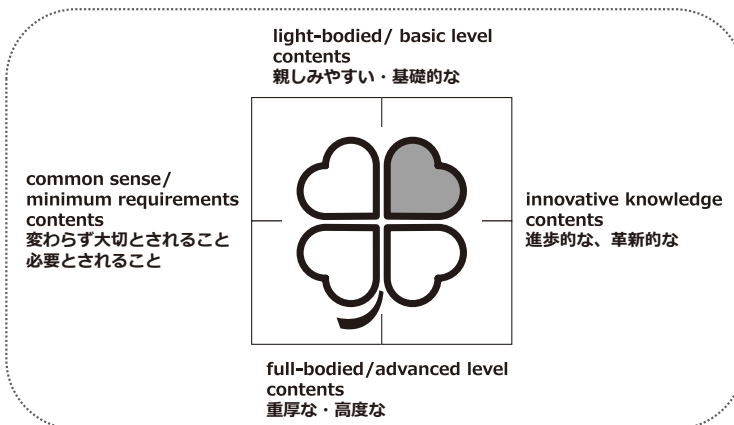 light-bodied/ basic level
contents
親しみやすい・基礎的な
common sense/
minimum requirements
contents
変わらず大切とされること
必要とされること
innovative knowledge
contents
進歩的な、革新的な
full-bodied/advanced level
contents
重厚な・高度な